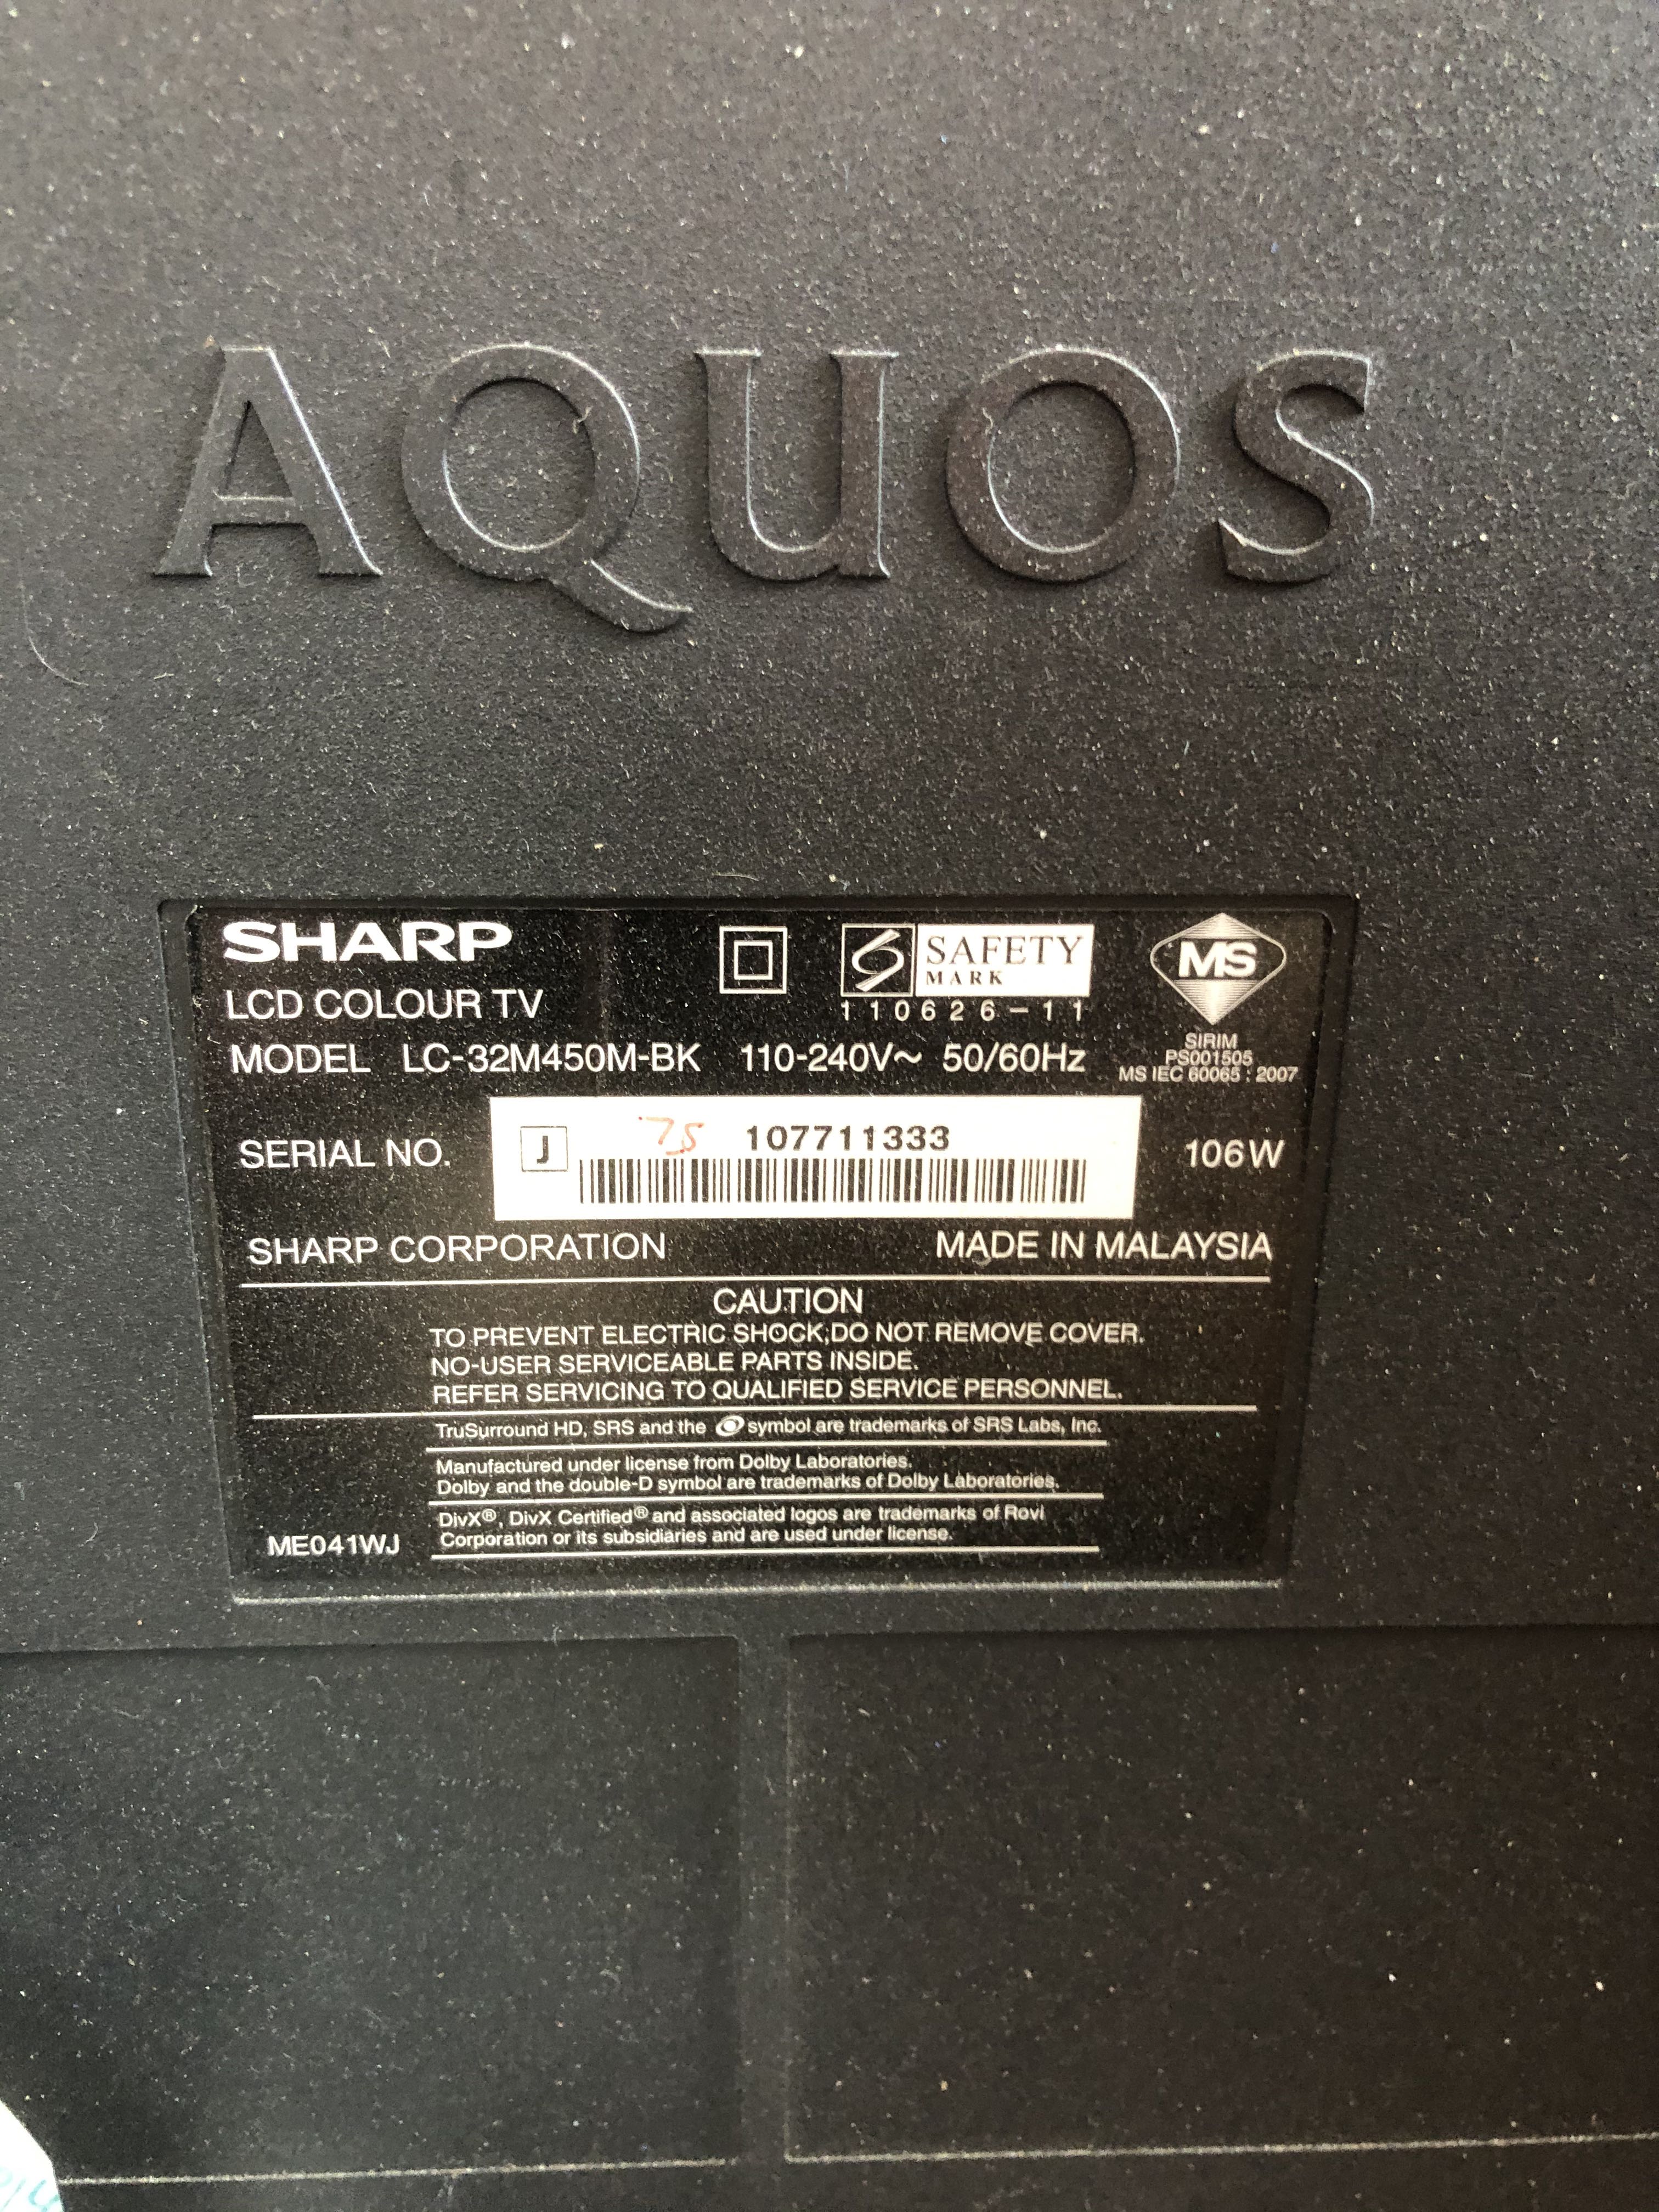 AQUOS
SHARP
SAFETY
MARK
MS
LCD COLOUR TV
110626-11
MODEL LC-32M450M-BK 110-240V~ 50/60Hz
SIRIM
PS001505
MS IEC 60065 : 2007
SERIAL NO.
J
75
107711333
106W
SHARP CORPORATION MADE IN MALAYSIA
CAUTION
TO PREVENT ELECTRIC SHOCK,DO NOT REMOVE COVER.
NO-USER SERVICEABLE PARTS INSIDE.
REFER SERVICING TO QUALIFIED SERVICE PERSONNEL.
TruSurround HD, SRS and the symbol are trademarks of SRS Labs, Inc.
Manufactured under license from Dolby Laboratories.
Dolby and the double-D symbol are trademarks of Dolby Laboratories.
DivX®, DivX Certified® and associated logos are trademarks of Rovi
Corporation or its subsidiaries and are used under license.
ME041WJ